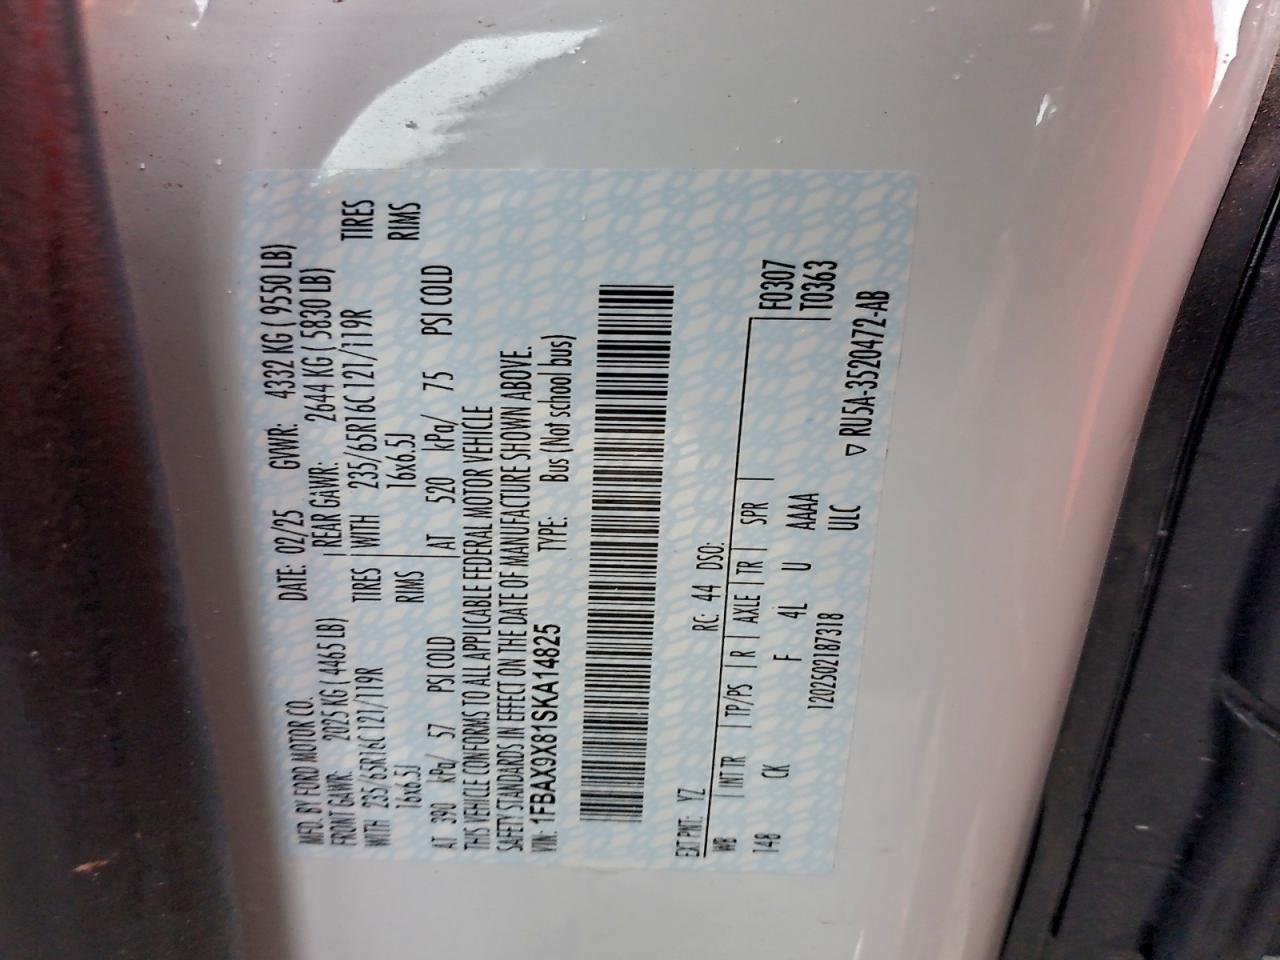 MFD. BY FORD MOTOR CO. DATE: 02/25 GVWR: 4332 KG ( 9550 LB)
FRONT GAWR: 2025 KG ( 4465 LB) REAR GAWR: 2644 KG ( 5830 LB)
WITH 235/65R16C 121/119R TIRES WITH 235/65R16C 121/119R TIRES
16x6.5J RIMS 16x6.5J RIMS
AT 390 kPa/ 57 PSI COLD AT 520 kPa/ 75 PSI COLD
THIS VEHICLE CONFORMS TO ALL APPLICABLE FEDERAL MOTOR VEHICLE
SAFETY STANDARDS IN EFFECT ON THE DATE OF MANUFACTURE SHOWN ABOVE.
VIN: 1FBAX9X81SKA14825 TYPE: Bus (Not school bus)
EXT PNT: YZ RC: 44 DSO:
WB INT TR TP/PS R AXLE TR SPR F0307
148 CK F 4L U AAAA T0363
1202502187318 ULC
▽ RU5A-3520472-AB